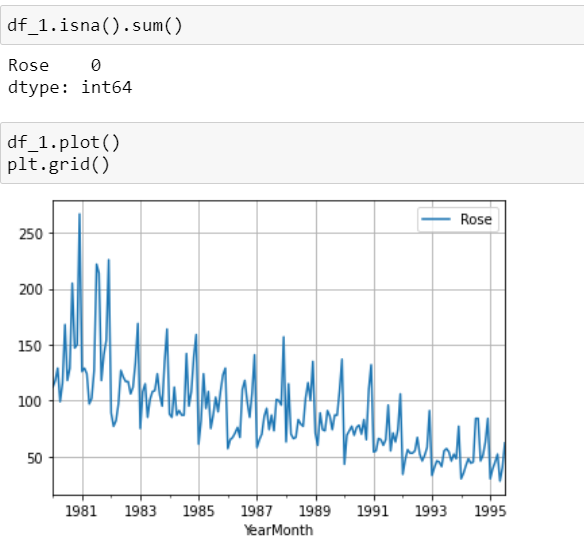 df_1.isna().sum()
Rose    0
dtype: int64
df_1.plot()
plt.grid()
Rose
250
200
150
100
50
1981 1983 1985 1987 1989 1991 1993 1995
YearMonth